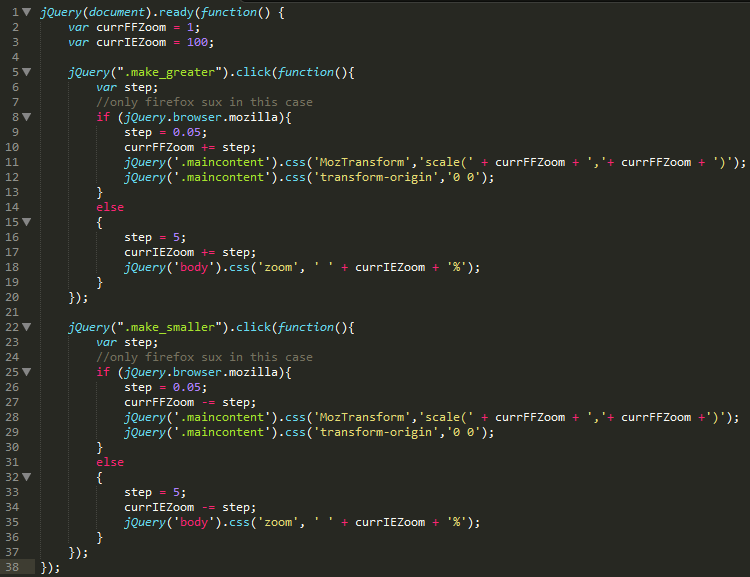 1 jQuery(document).ready(function() {
2 var currFFZoom = 1;
3 var currIEZoom = 100;
4
5 jQuery(".make_greater").click(function(){
6 var step;
7 //only firefox sux in this case
8 if (jQuery.browser.mozilla){
9 step = 0.05;
10 currFFZoom += step;
11 jQuery('.maincontent').css('MozTransform','scale(' + currFFZoom + ','+ currFFZoom + ')');
12 jQuery('.maincontent').css('transform-origin','0 0');
13 }
14 else
15 {
16 step = 5;
17 currIEZoom += step;
18 jQuery('body').css('zoom', ' ' + currIEZoom + '%');
19 }
20 });
21
22 jQuery(".make_smaller").click(function(){
23 var step;
24 //only firefox sux in this case
25 if (jQuery.browser.mozilla){
26 step = 0.05;
27 currFFZoom -= step;
28 jQuery('.maincontent').css('MozTransform','scale(' + currFFZoom + ','+ currFFZoom +')');
29 jQuery('.maincontent').css('transform-origin','0 0');
30 }
31 else
32 {
33 step = 5;
34 currIEZoom -= step;
35 jQuery('body').css('zoom', ' ' + currIEZoom + '%');
36 }
37 });
38 });